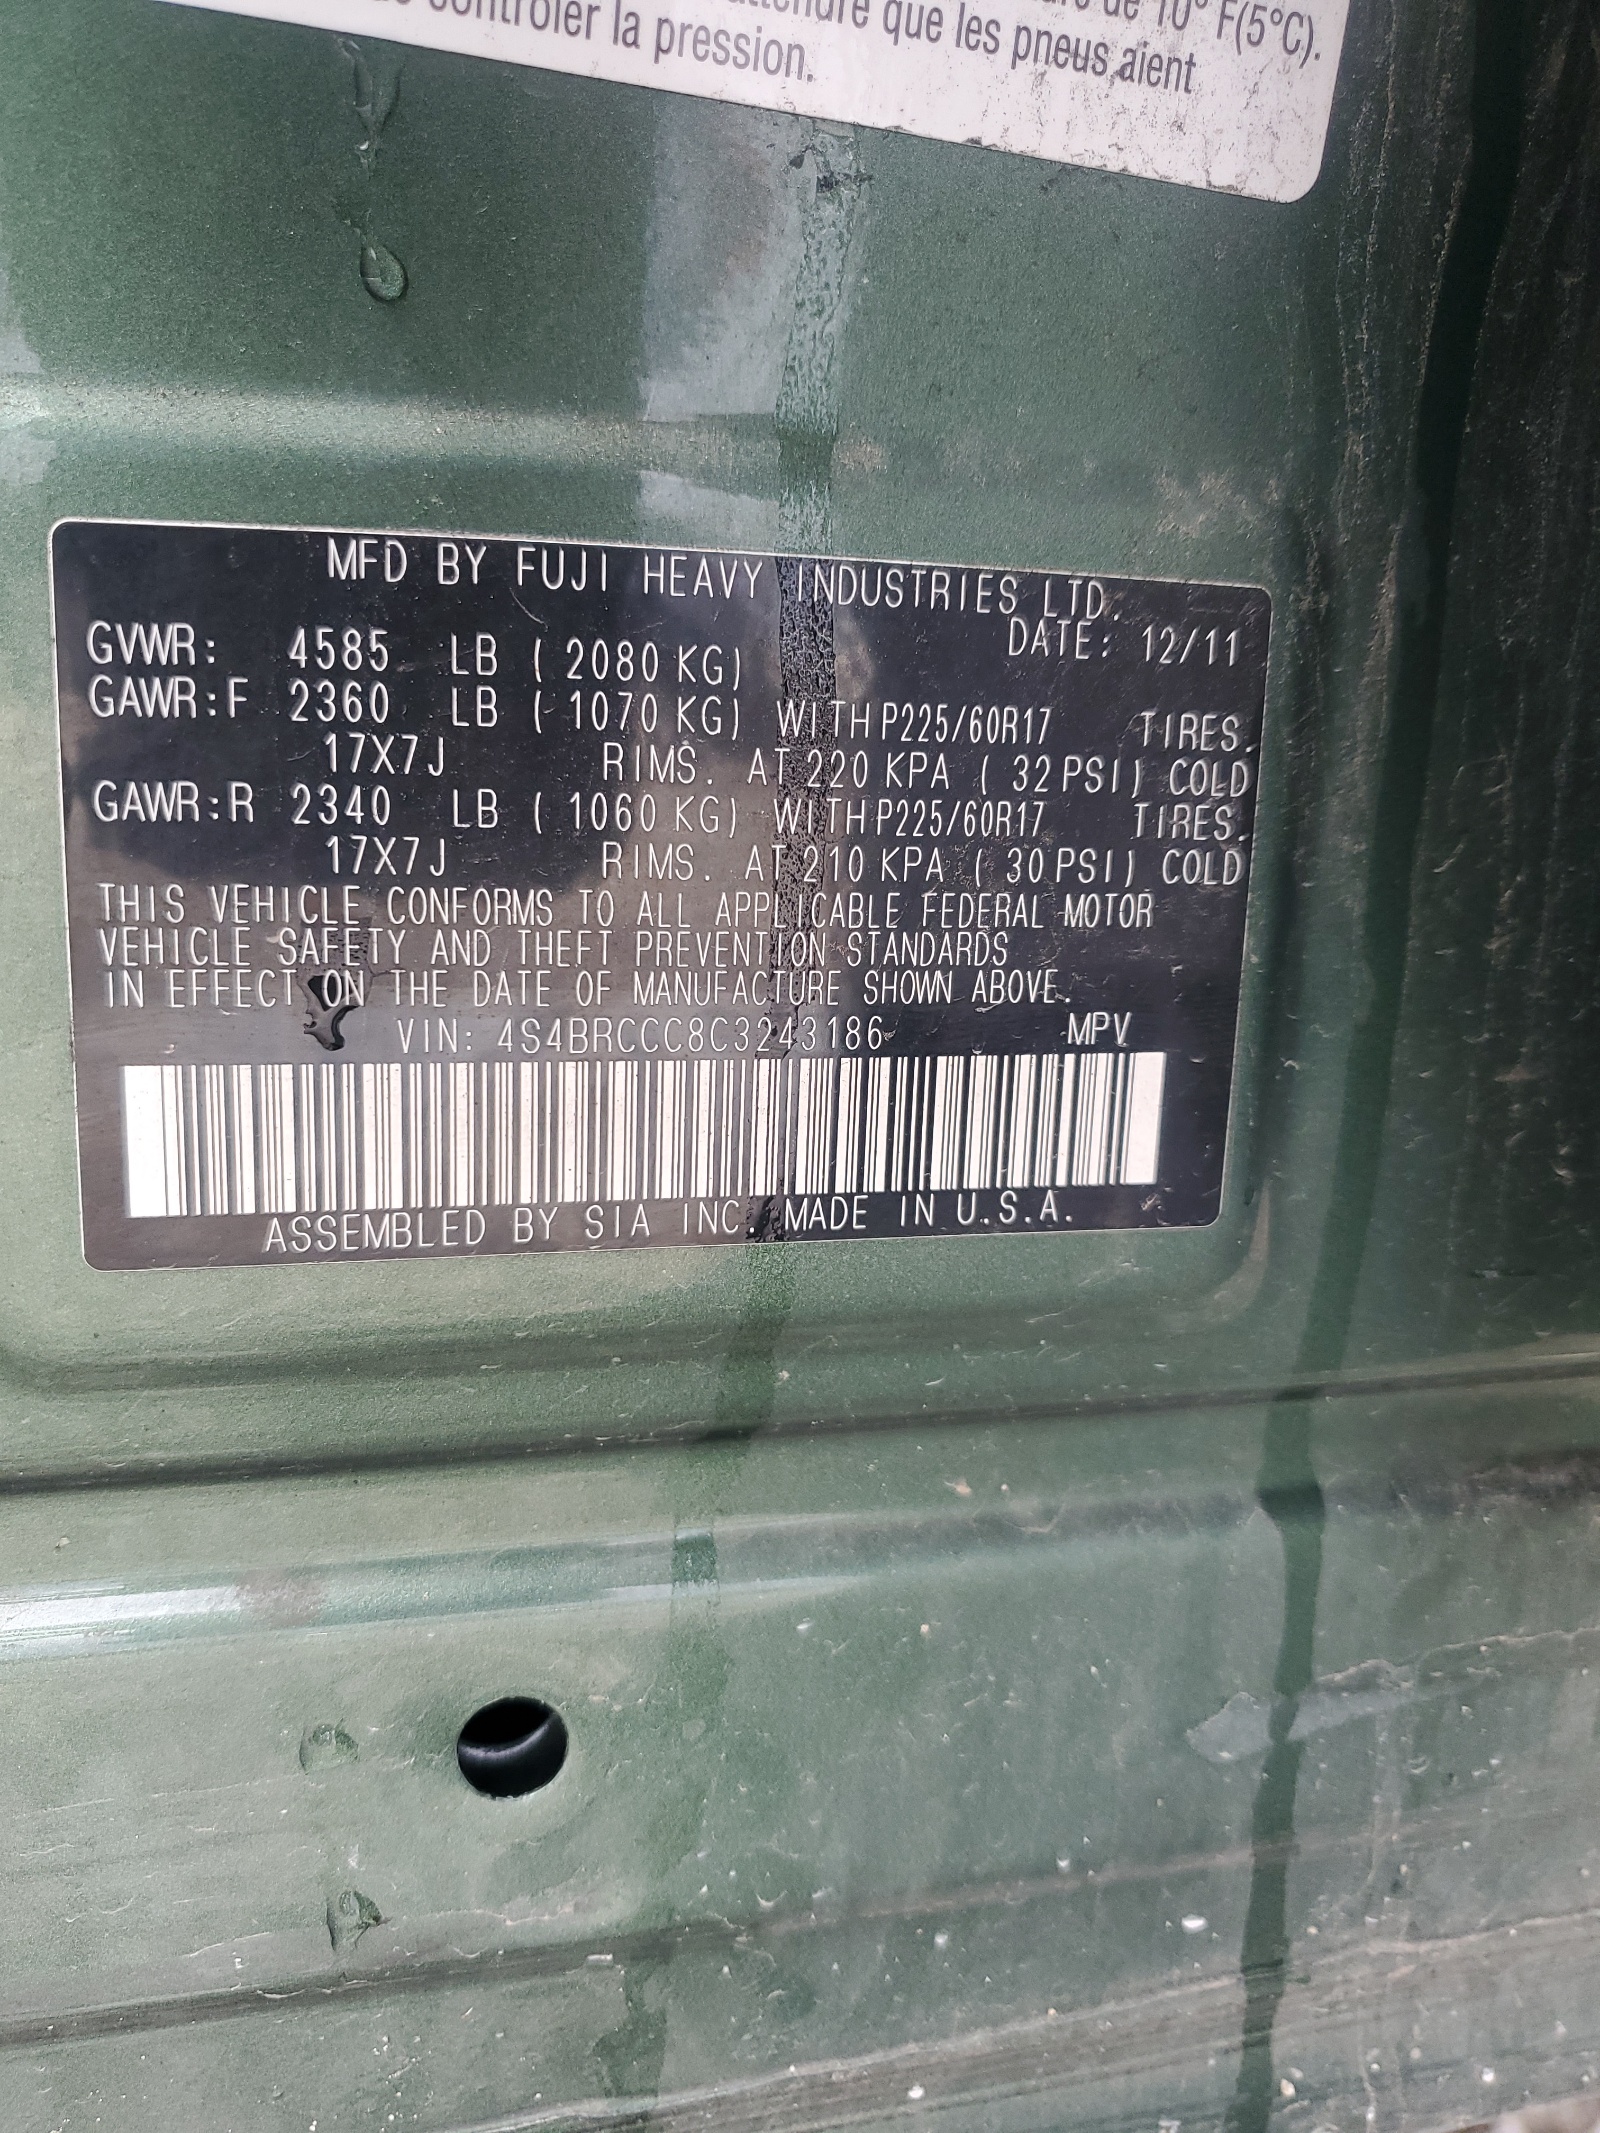 de 10° F(5°C).
attendre que les pneus aient
contrôler la pression.
MFD BY FUJI HEAVY INDUSTRIES LTD.
DATE: 12/11
GVWR: 4585 LB ( 2080 KG)
GAWR:F 2360 LB ( 1070 KG) WITH P225/60R17 TIRES.
17X7J RIMS. AT 220 KPA ( 32 PSI) COLD
GAWR:R 2340 LB ( 1060 KG) WITH P225/60R17 TIRES.
17X7J RIMS. AT 210 KPA ( 30 PSI) COLD
THIS VEHICLE CONFORMS TO ALL APPLICABLE FEDERAL MOTOR
VEHICLE SAFETY AND THEFT PREVENTION STANDARDS
IN EFFECT ON THE DATE OF MANUFACTURE SHOWN ABOVE.
VIN: 4S4BRCCC8C3243186 MPV
ASSEMBLED BY SIA INC. MADE IN U.S.A.